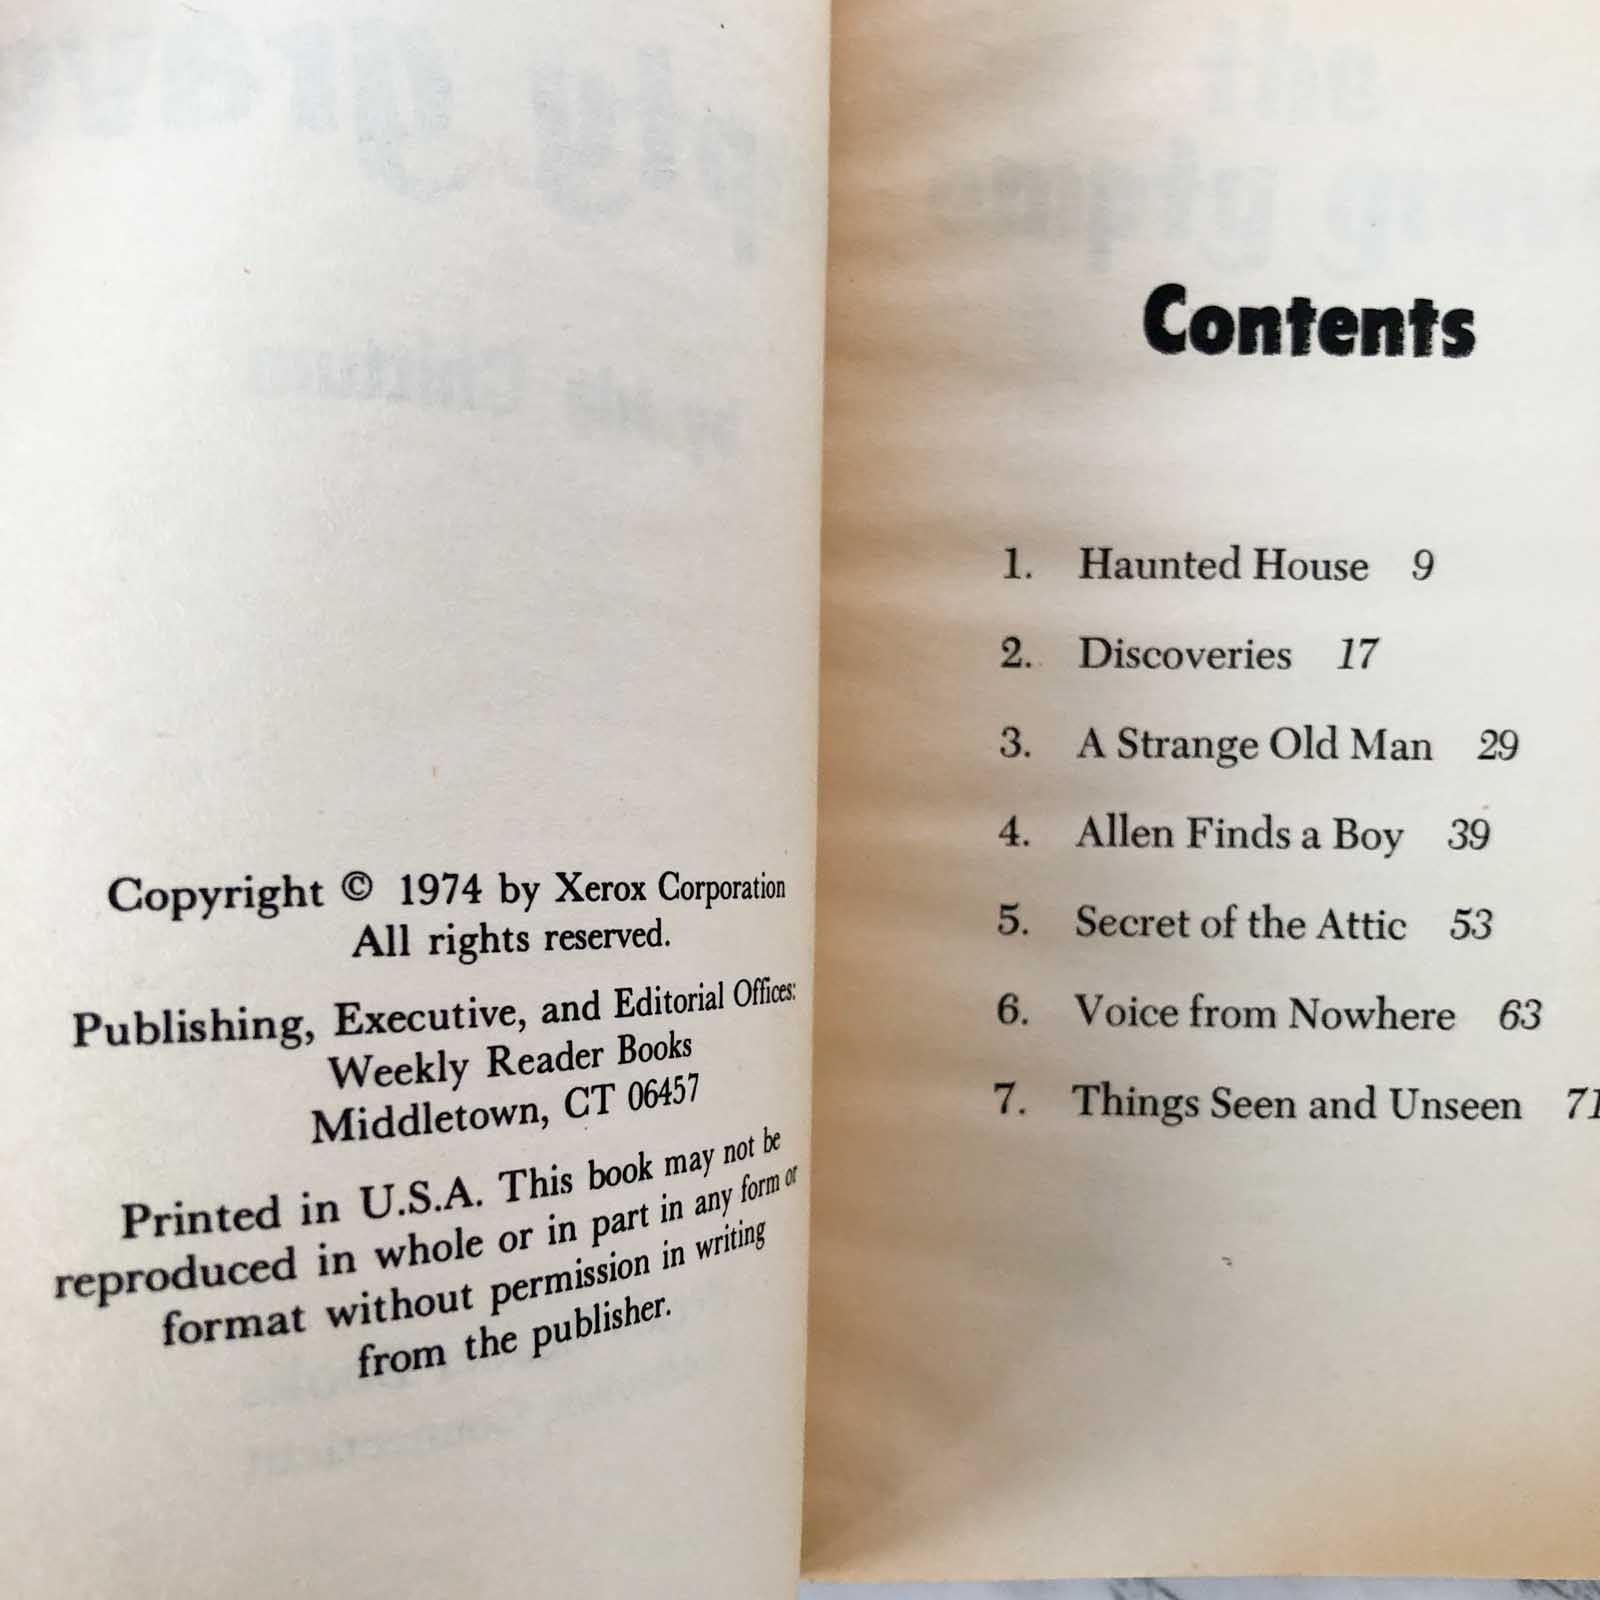 Copyright © 1974 by Xerox Corporation
All rights reserved.
Publishing, Executive, and Editorial Offices:
Weekly Reader Books
Middletown, CT 06457
Printed in U.S.A. This book may not be
reproduced in whole or in part in any form or
format without permission in writing
from the publisher.
Contents
1. Haunted House 9
2. Discoveries 17
3. A Strange Old Man 29
4. Allen Finds a Boy 39
5. Secret of the Attic 53
6. Voice from Nowhere 63
7. Things Seen and Unseen 71